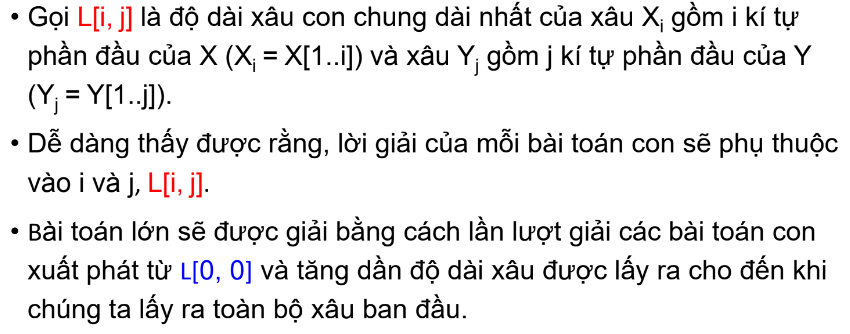 • Gọi L[i, j] là độ dài xâu con chung dài nhất của xâu Xi gồm i kí tự
phần đầu của X (Xi = X[1..i]) và xâu Yj gồm j kí tự phần đầu của Y
(Yj = Y[1..j]).
• Dễ dàng thấy được rằng, lời giải của mỗi bài toán con sẽ phụ thuộc
vào i và j, L[i, j].
• Bài toán lớn sẽ được giải bằng cách lần lượt giải các bài toán con
xuất phát từ L[0, 0] và tăng dần độ dài xâu được lấy ra cho đến khi
chúng ta lấy ra toàn bộ xâu ban đầu.